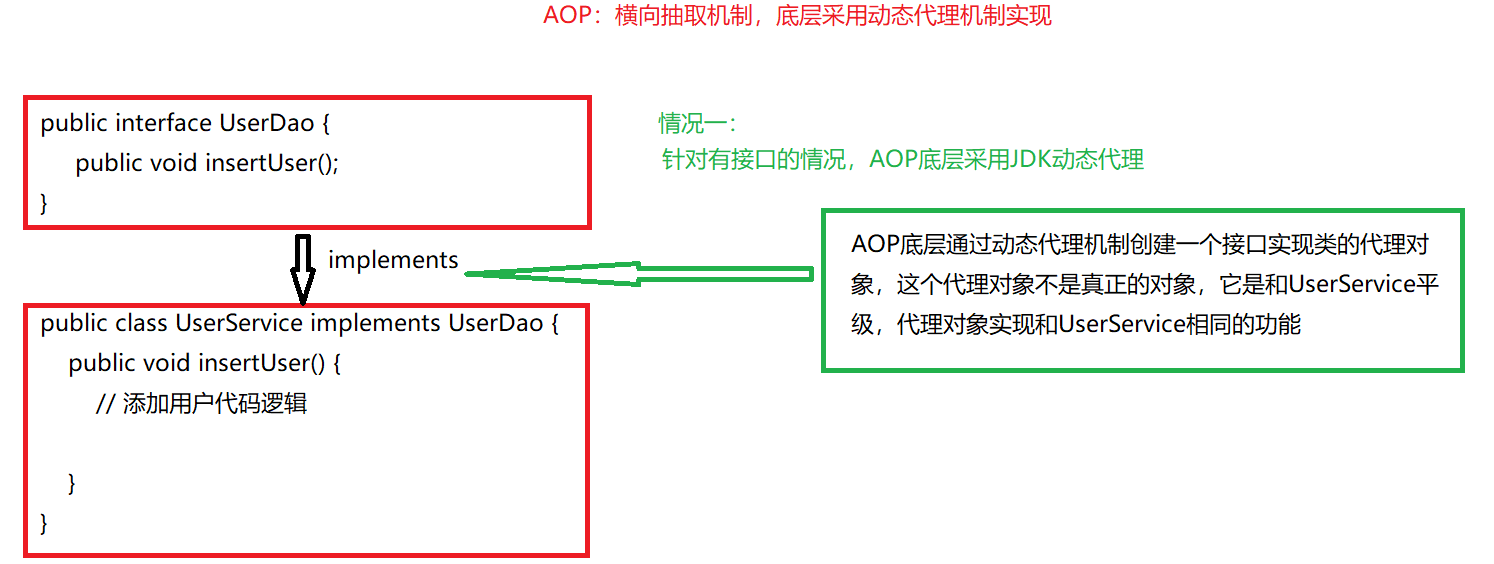 AOP：横向抽取机制，底层采用动态代理机制实现
public interface UserDao {
public void insertUser();
}
情况一：
针对有接口的情况，AOP底层采用JDK动态代理
implements
AOP底层通过动态代理机制创建一个接口实现类的代理对
象，这个代理对象不是真正的对象，它是和UserService平
级，代理对象实现和UserService相同的功能
public class UserService implements UserDao {
public void insertUser() {
// 添加用户代码逻辑
}
}